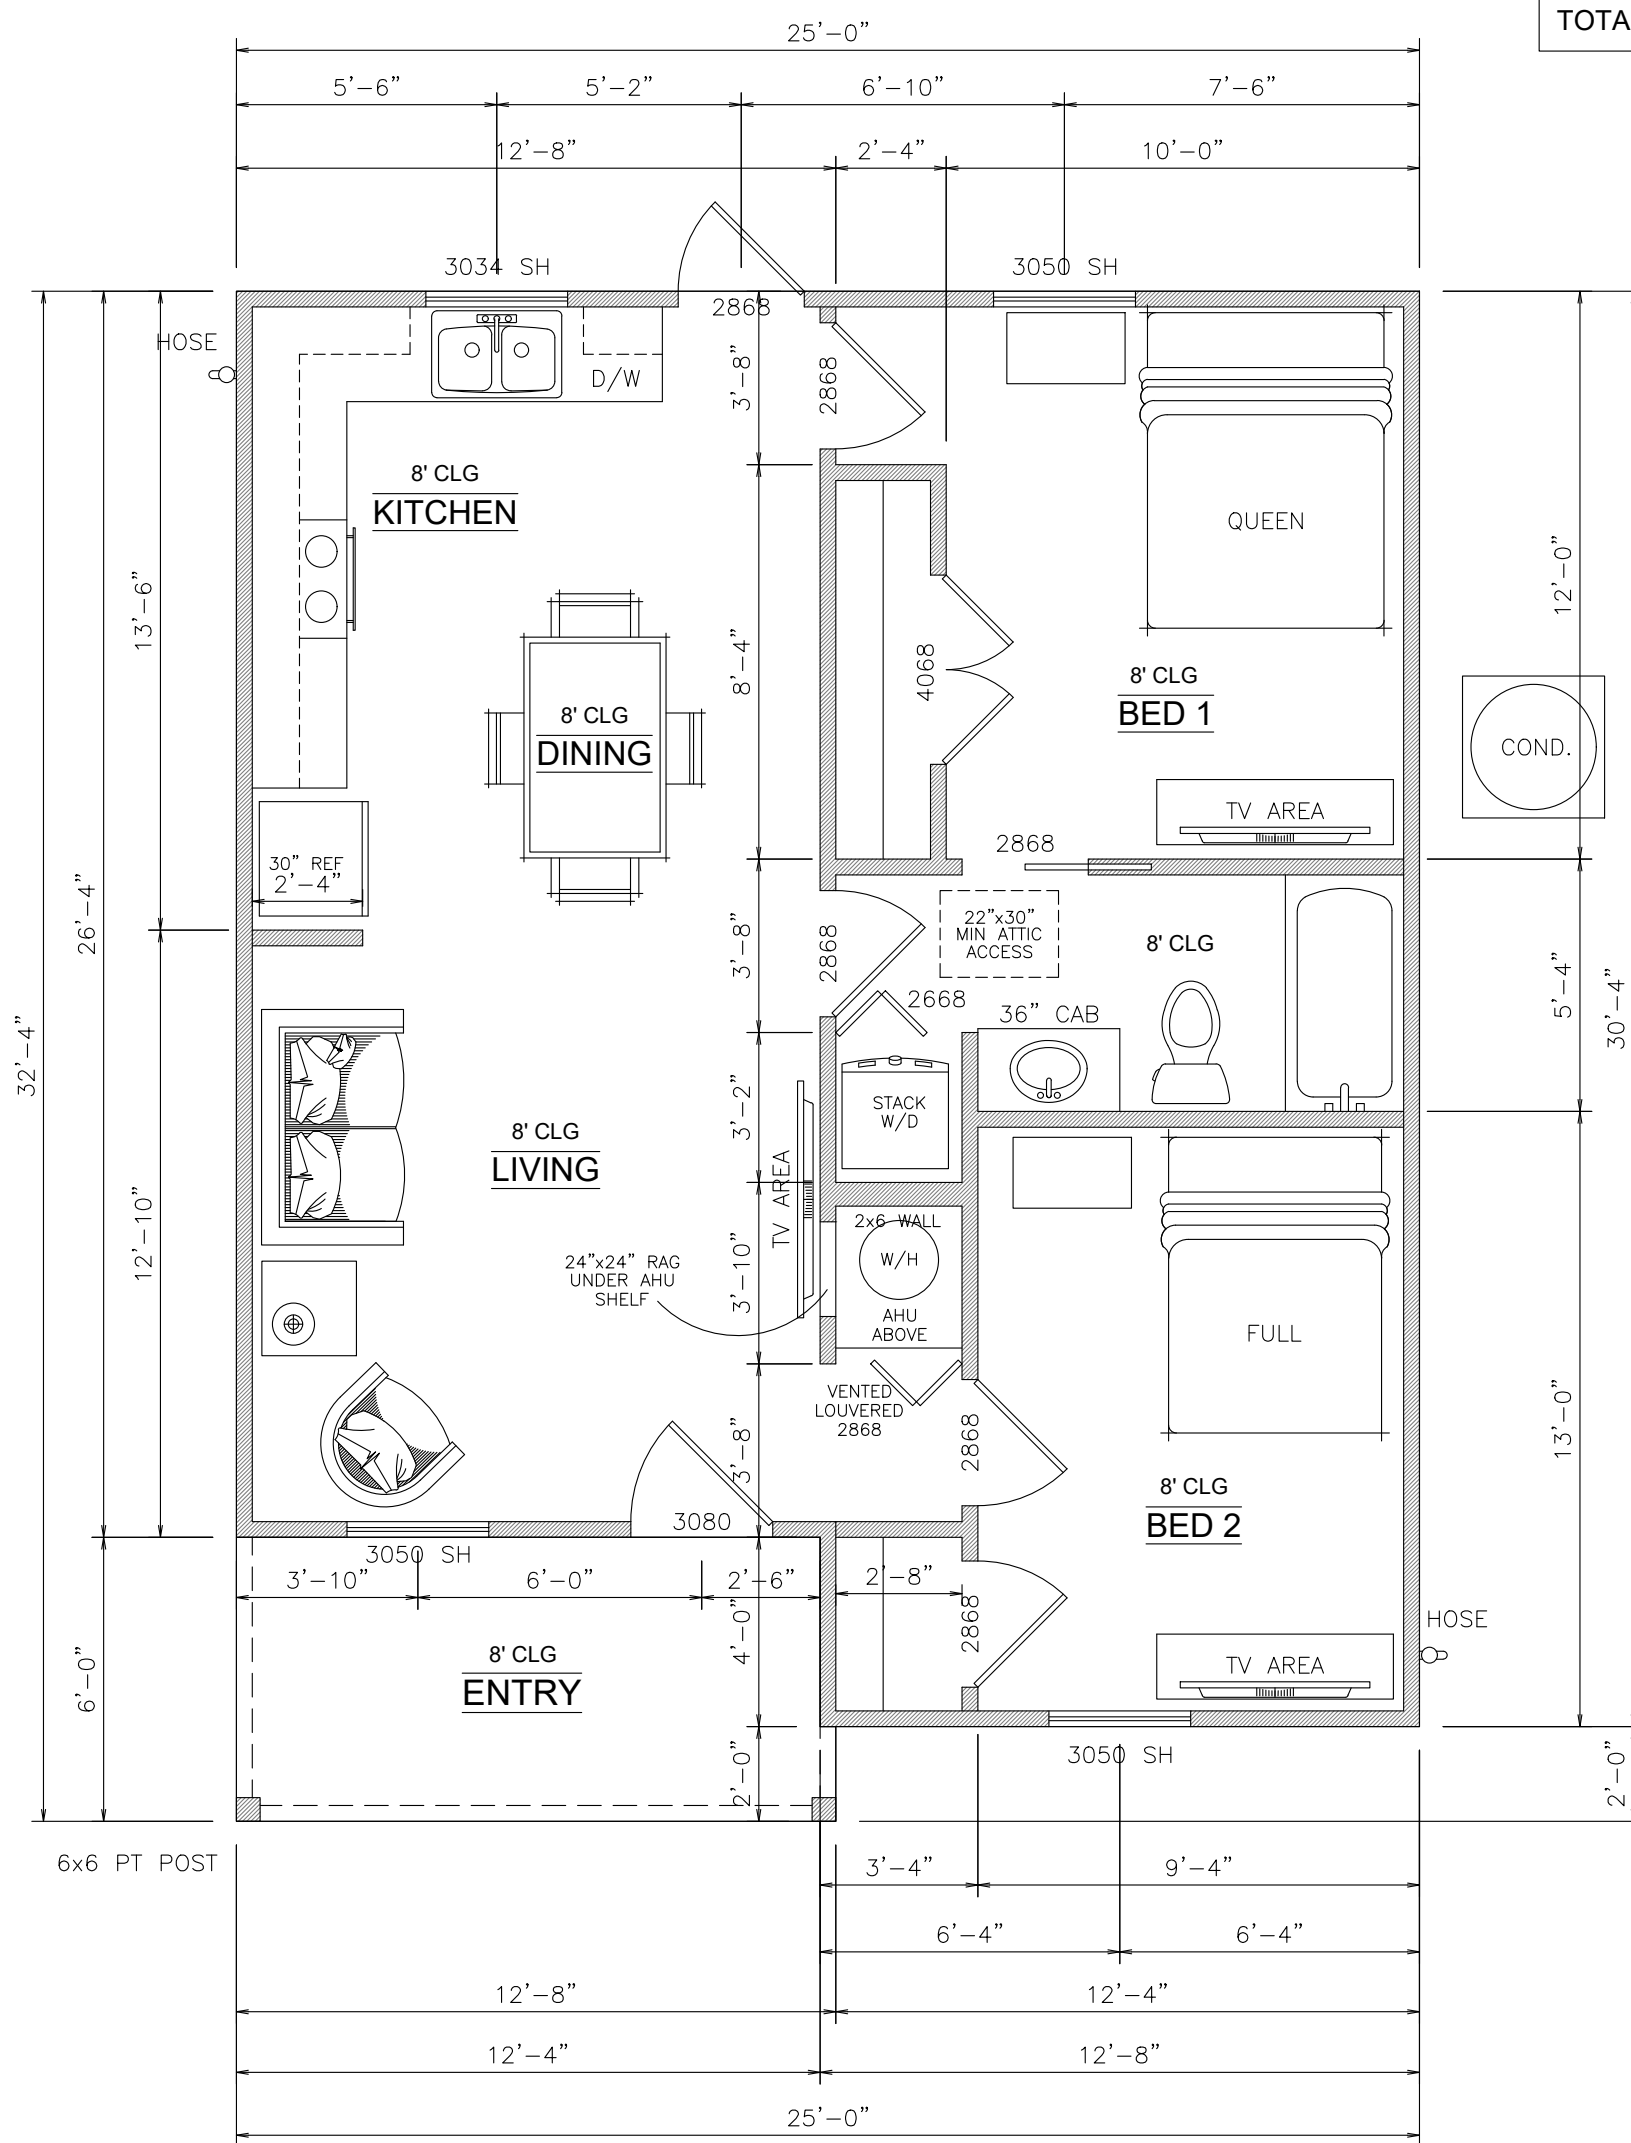 TOTA
25'-0"
5'-6" 5'-2" 6'-10" 7'-6"
12'-8" 2'-4" 10'-0"
3034 SH 3050 SH
2868
HOSE
D/W
3'-8"
2868
8' CLG
KITCHEN
QUEEN
13'-6"
12'-0"
8'-4"
4068
8' CLG
BED 1
8' CLG
DINING
COND.
TV AREA
2868
30" REF
2'-4"
26'-4"
3'-8"
2868
22"x30"
MIN ATTIC
ACCESS
8' CLG
5'-4"
30'-4"
32'-4"
2668
36" CAB
3'-2"
STACK
W/D
8' CLG
LIVING
TV AREA
12'-10"
2x6 WALL
W/H
3'-10"
24"x24" RAG
UNDER AHU
SHELF
AHU
ABOVE
FULL
VENTED
LOUVERED
2868
3'-8"
2868
13'-0"
8' CLG
BED 2
3080
3050 SH
3'-10" 6'-0" 2'-6"
2'-8"
4'-0"
2868
HOSE
8' CLG
ENTRY
TV AREA
6'-0"
3050 SH
2'-0"
2'-0"
6x6 PT POST
3'-4" 9'-4"
6'-4" 6'-4"
12'-8" 12'-4"
12'-4" 12'-8"
25'-0"